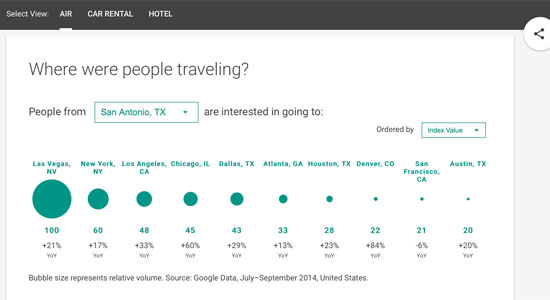 Select View: AIR CAR RENTAL HOTEL
Where were people traveling?
People from San Antonio, TX are interested in going to:
Ordered by Index Value
Las Vegas, NV
New York, NY
Los Angeles, CA
Chicago, IL
Dallas, TX
Atlanta, GA
Houston, TX
Denver, CO
San Francisco, CA
Austin, TX
100 60 48 45 43 33 28 22 21 20
+21% +17% +33% +60% +29% +13% +23% +84% -6% +20%
YoY YoY YoY YoY YoY YoY YoY YoY YoY YoY
Bubble size represents relative volume. Source: Google Data, July–September 2014, United States.